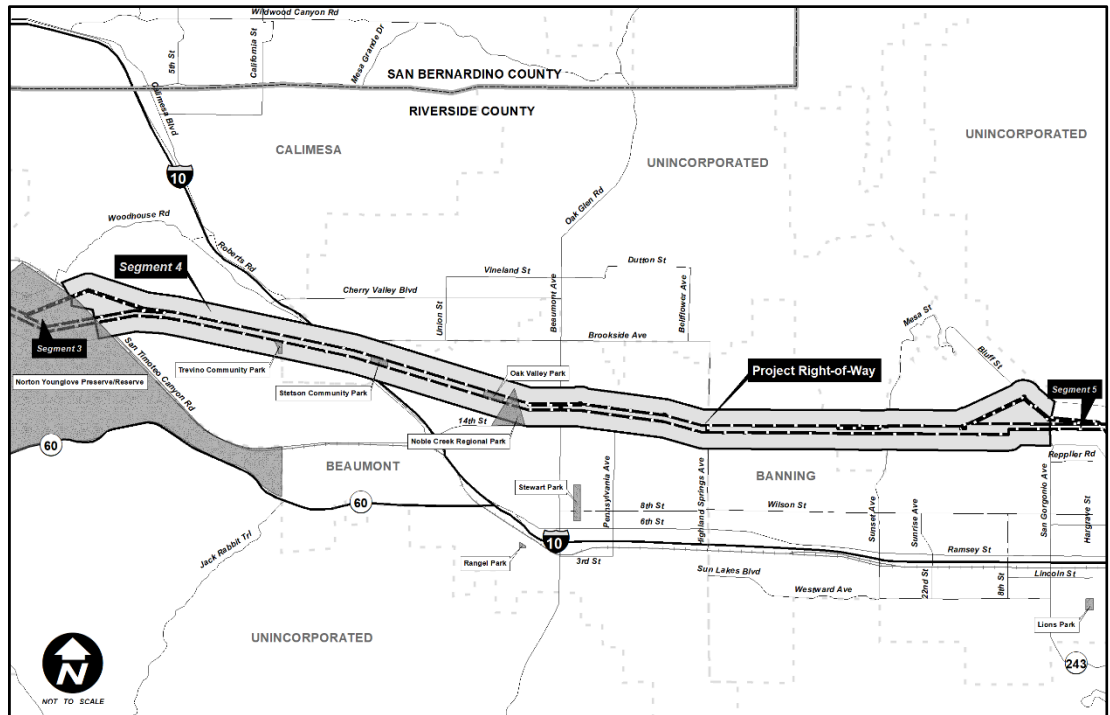 Wildwood Canyon Rd
5th St
California St
Mesa Grande Dr
Calimesa Blvd
SAN BERNARDINO COUNTY
RIVERSIDE COUNTY
CALIMESA
UNINCORPORATED
UNINCORPORATED
10
Woodhouse Rd
Roberts Rd
Oak Glen Rd
Segment 4
Vineland St
Dutton St
Cherry Valley Blvd
Union St
Beaumont Ave
Bellflower Ave
Brookside Ave
Mesa St
Bluff St
Segment 3
Trevino Community Park
Stetson Community Park
Oak Valley Park
Project Right-of-Way
Segment 5
Norton Younglove Preserve/Reserve
San Timoteo Canyon Rd
14th St
Noble Creek Regional Park
60
BEAUMONT
BANNING
Repplier Rd
Stewart Park
Pennsylvania Ave
Highland Springs Ave
8th St
Wilson St
6th St
Sunset Ave
Sunrise Ave
San Gorgonio Ave
Hargrave St
60
10
Ramsey St
Jack Rabbit Trl
Rangel Park
3rd St
Sun Lakes Blvd
Westward Ave
22nd St
8th St
Lincoln St
Lions Park
UNINCORPORATED
243
N
NOT TO SCALE